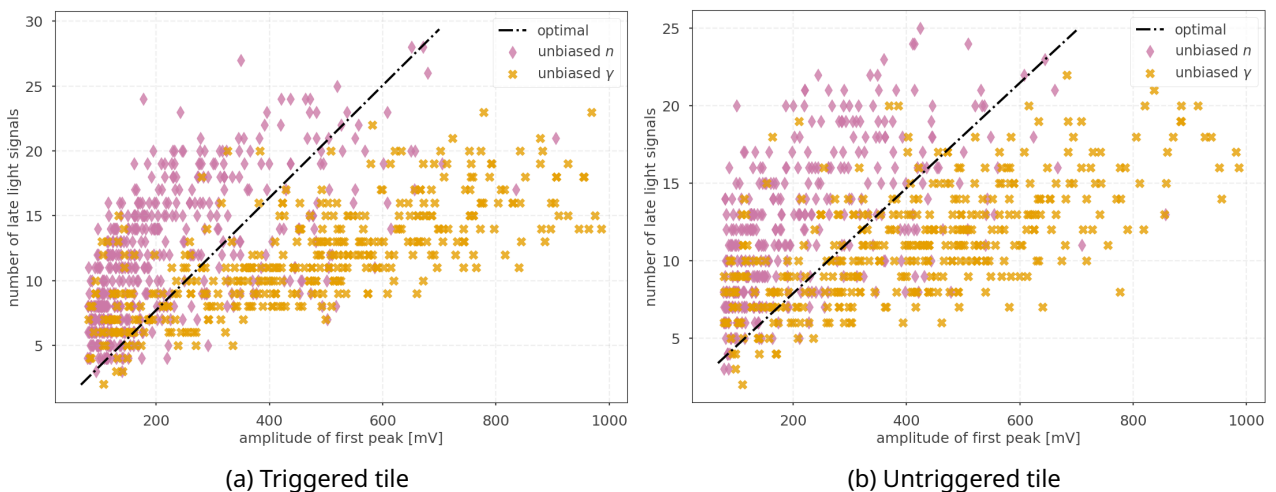 optimal
unbiased n
unbiased γ
number of late light signals
30
25
20
15
10
5
200
400
600
800
1000
amplitude of first peak [mV]
(a) Triggered tile
optimal
unbiased n
unbiased γ
number of late light signals
25
20
15
10
5
200
400
600
800
1000
amplitude of first peak [mV]
(b) Untriggered tile